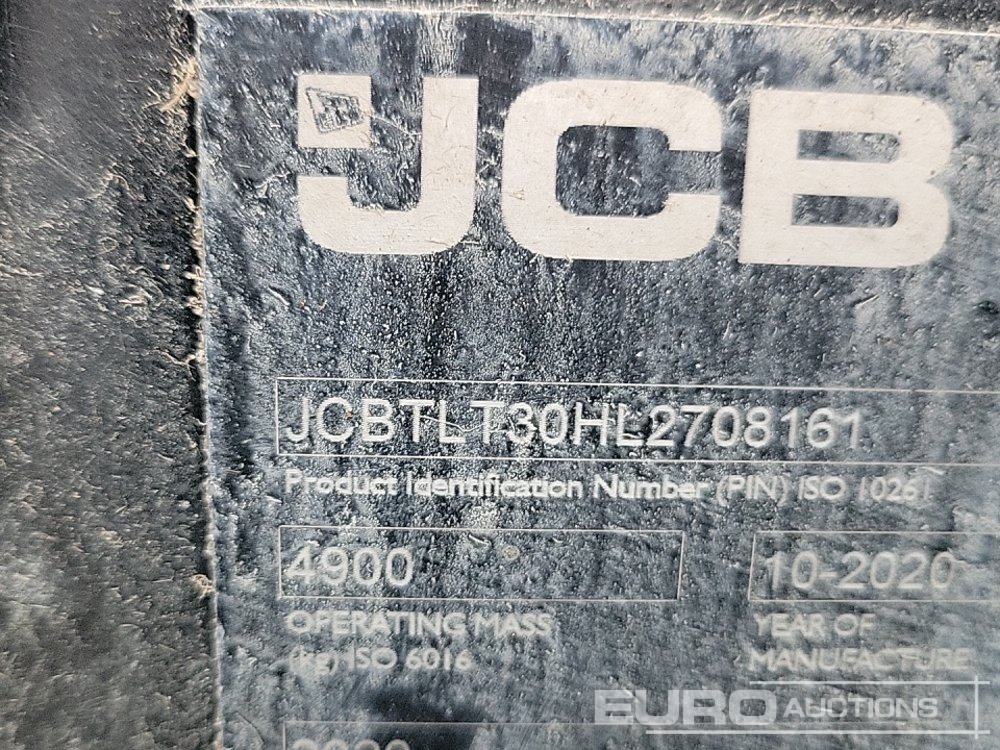 JCB
JCBTLT30HL2708161
Product Identification Number (PIN) ISO 10261
4900
10-2020
OPERATING MASS
(kg) ISO 6016
YEAR OF
MANUFACTURE
EURO AUCTIONS